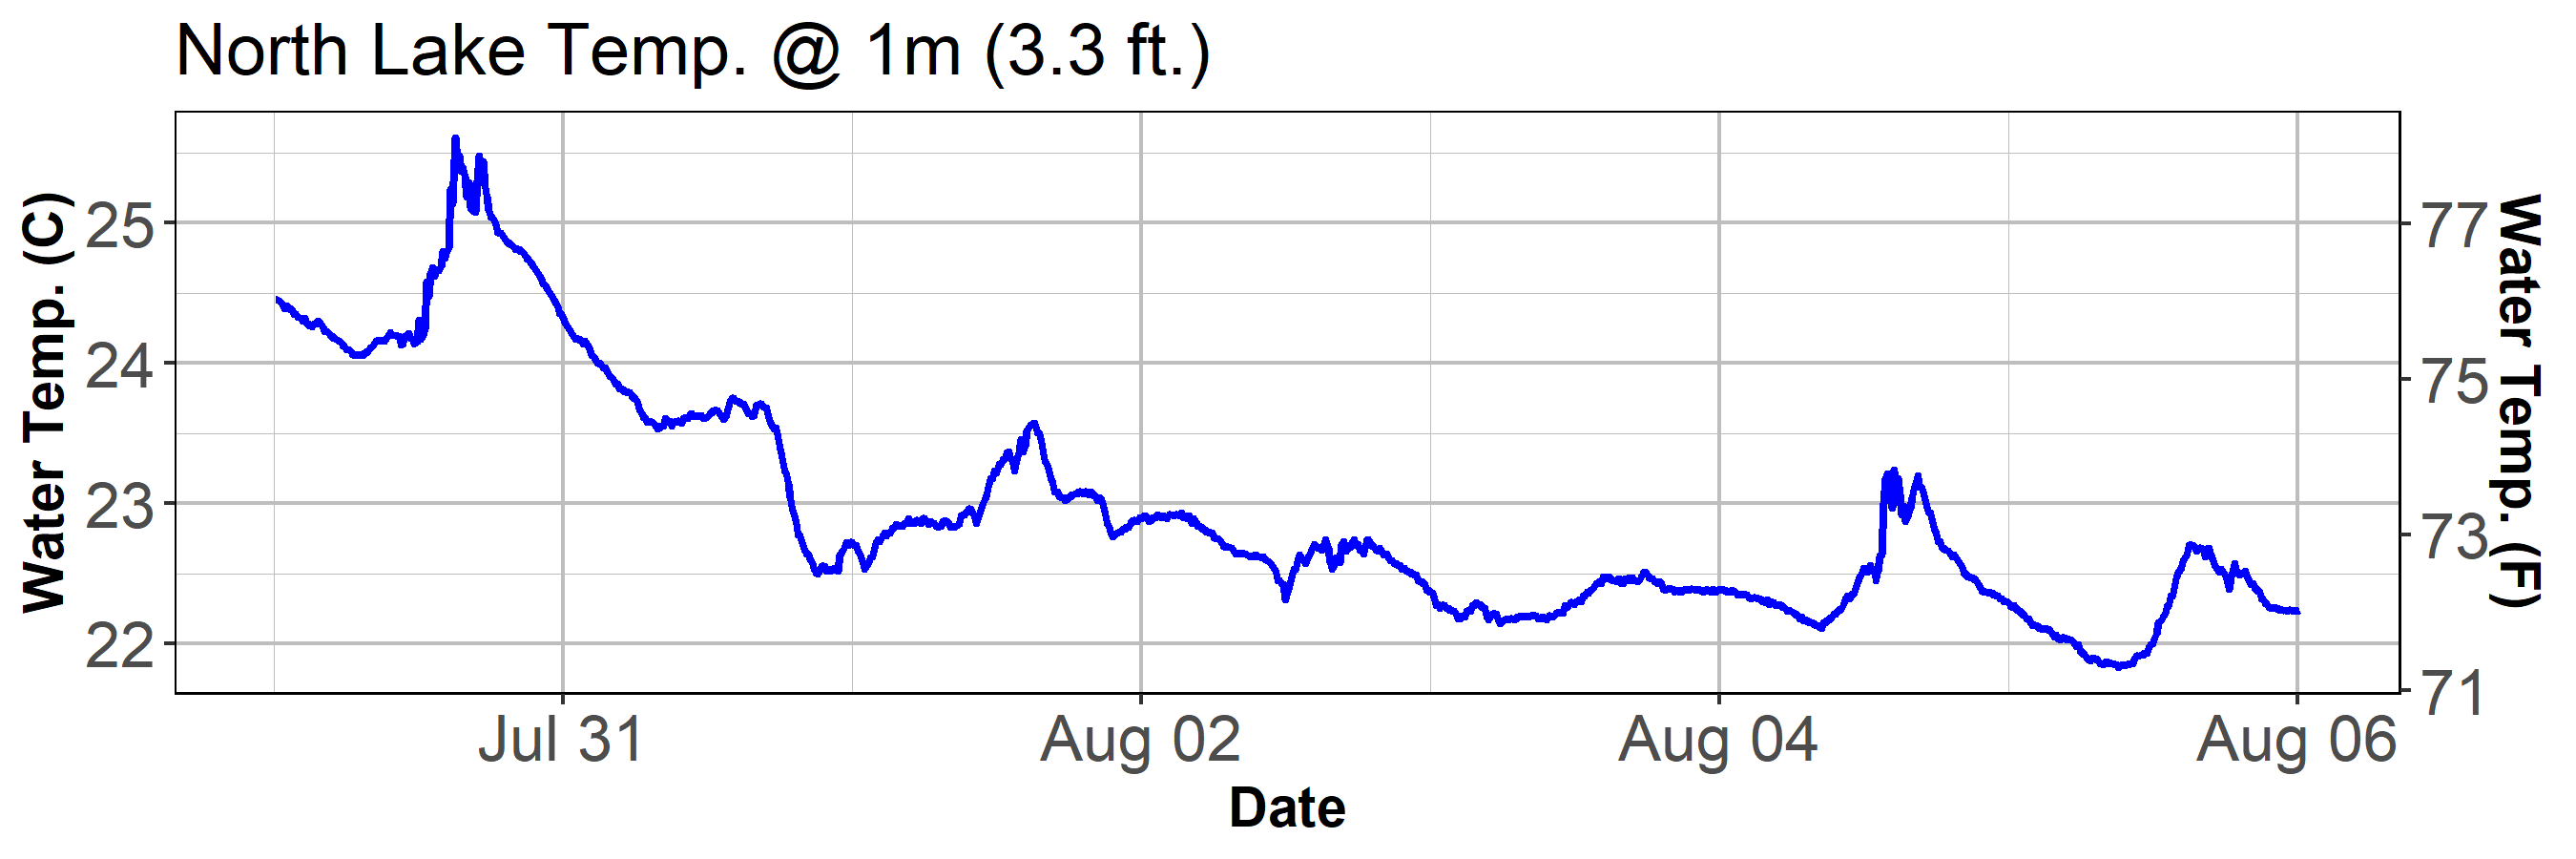 North Lake Temp. @ 1m (3.3 ft.)
Water Temp. (C)
25
24
23
22
77
75
73
71
Water Temp. (F)
Jul 31
Aug 02
Aug 04
Aug 06
Date